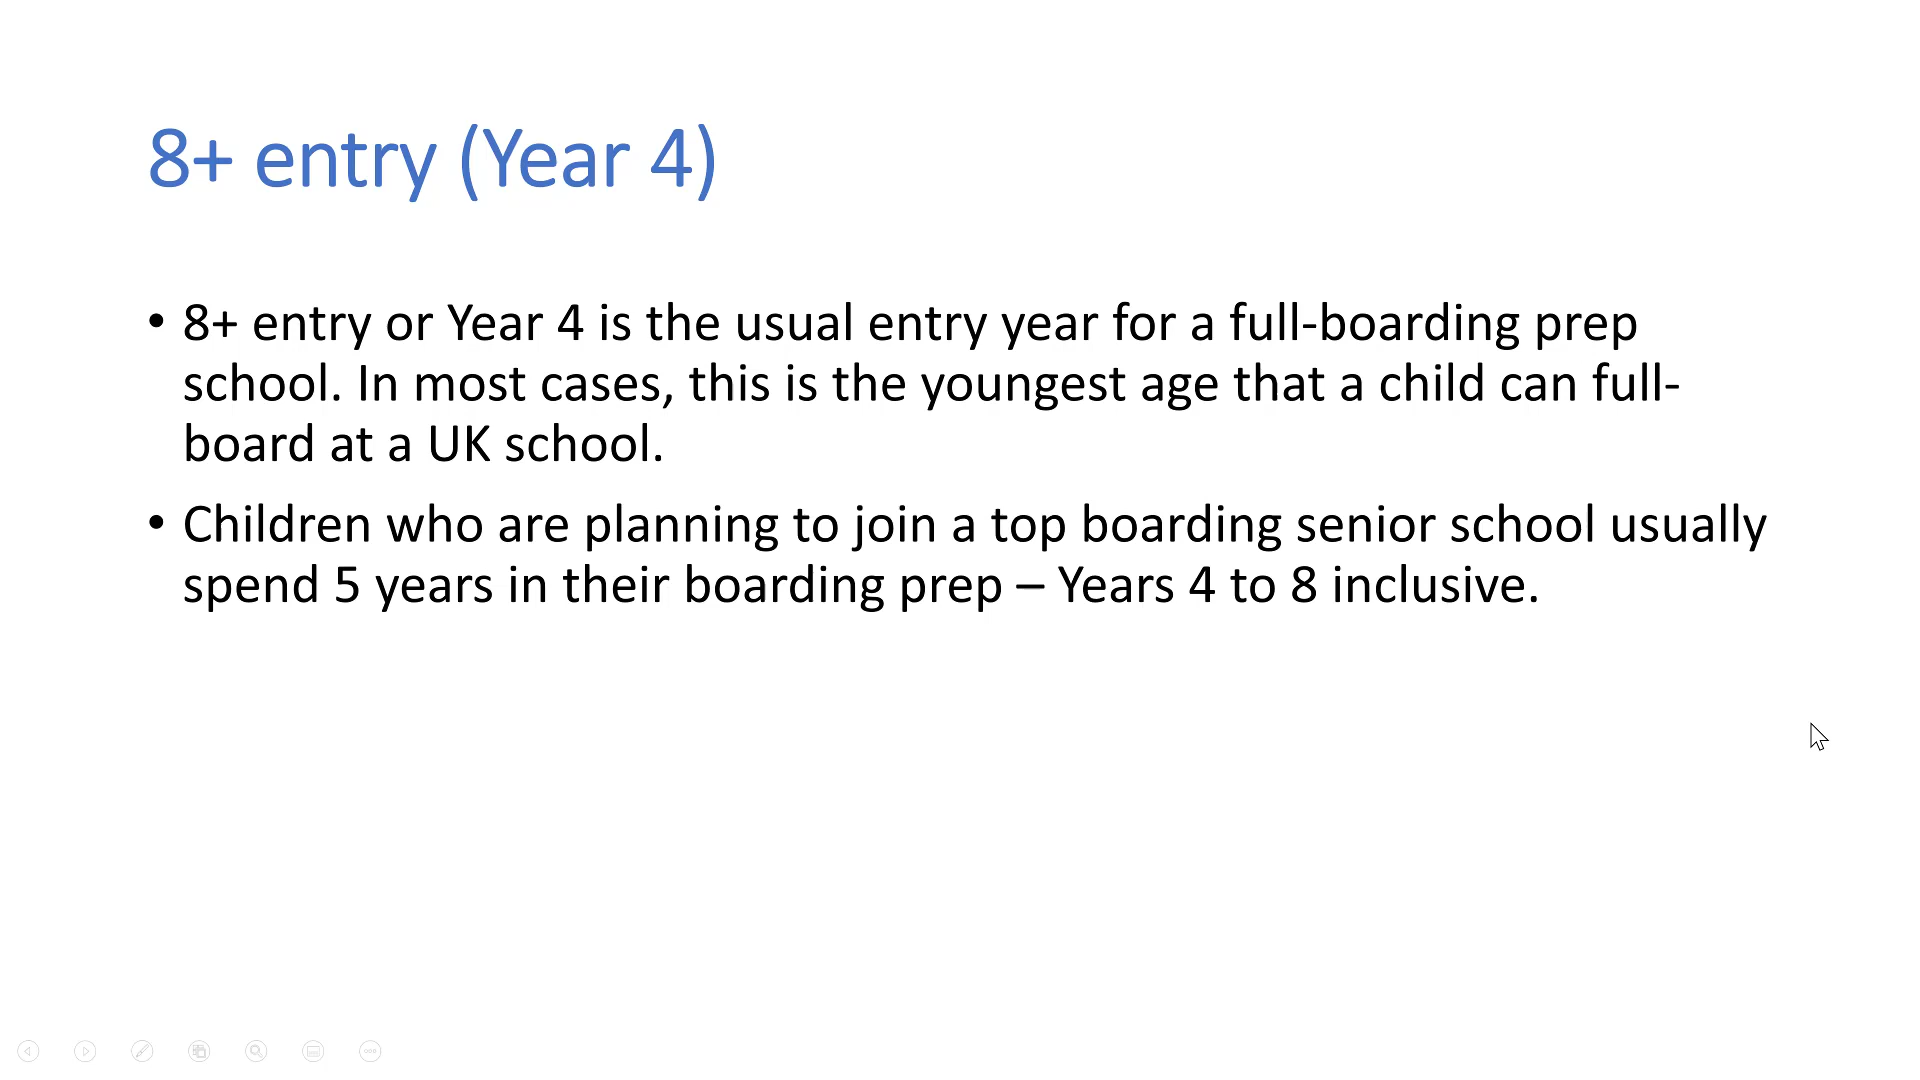 8+ entry (Year 4)
• 8+ entry or Year 4 is the usual entry year for a full-boarding prep
school. In most cases, this is the youngest age that a child can full-
board at a UK school.
• Children who are planning to join a top boarding senior school usually
spend 5 years in their boarding prep – Years 4 to 8 inclusive.